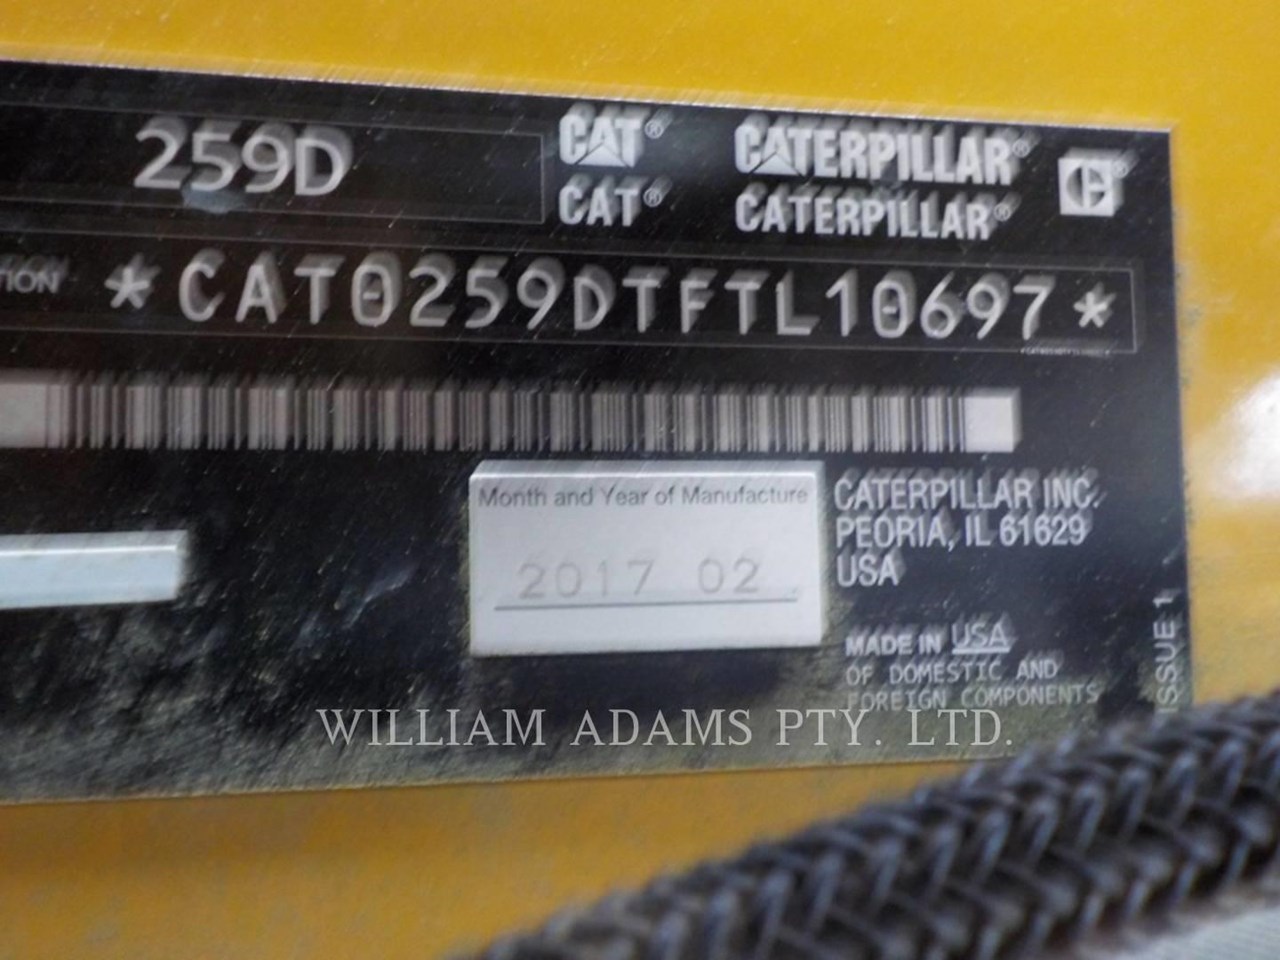 259D
CAT® CATERPILLAR®
CAT® CATERPILLAR®
*CAT0259DTFTL10697*
Month and Year of Manufacture
2017 02
CATERPILLAR INC.
PEORIA, IL 61629
USA
MADE IN USA
OF DOMESTIC AND
FOREIGN COMPONENTS
ISSUE 1
WILLIAM ADAMS PTY. LTD.